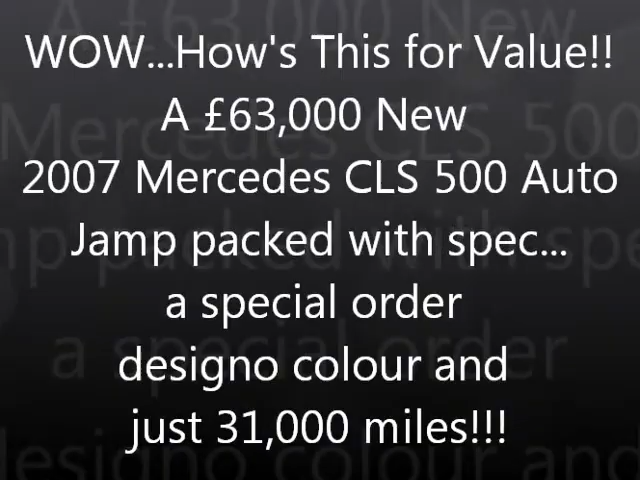 WOW...How's This for Value!!
A £63,000 New
2007 Mercedes CLS 500 Auto
Jamp packed with spec...
a special order
designo colour and
just 31,000 miles!!!